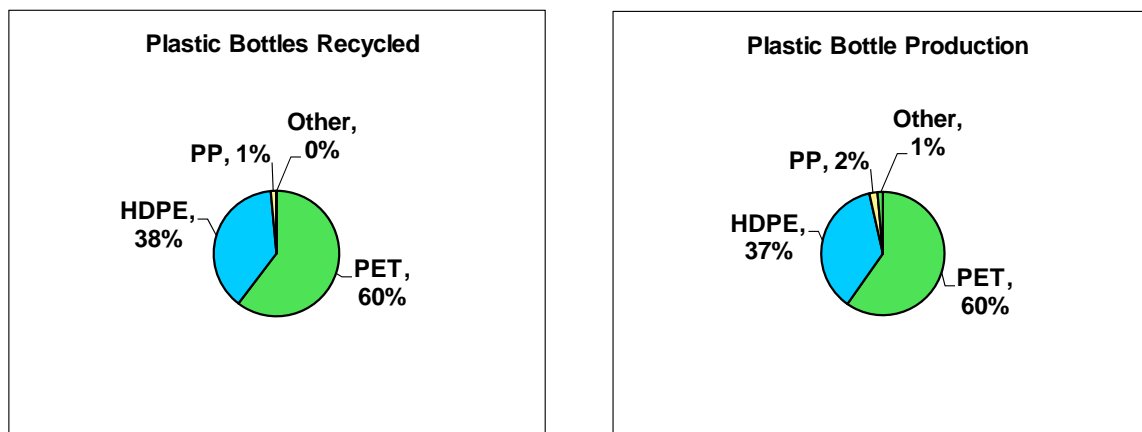 Plastic Bottles Recycled
Other,
0%
PP, 1%
HDPE,
38%
PET,
60%
Plastic Bottle Production
Other,
1%
PP, 2%
HDPE,
37%
PET,
60%